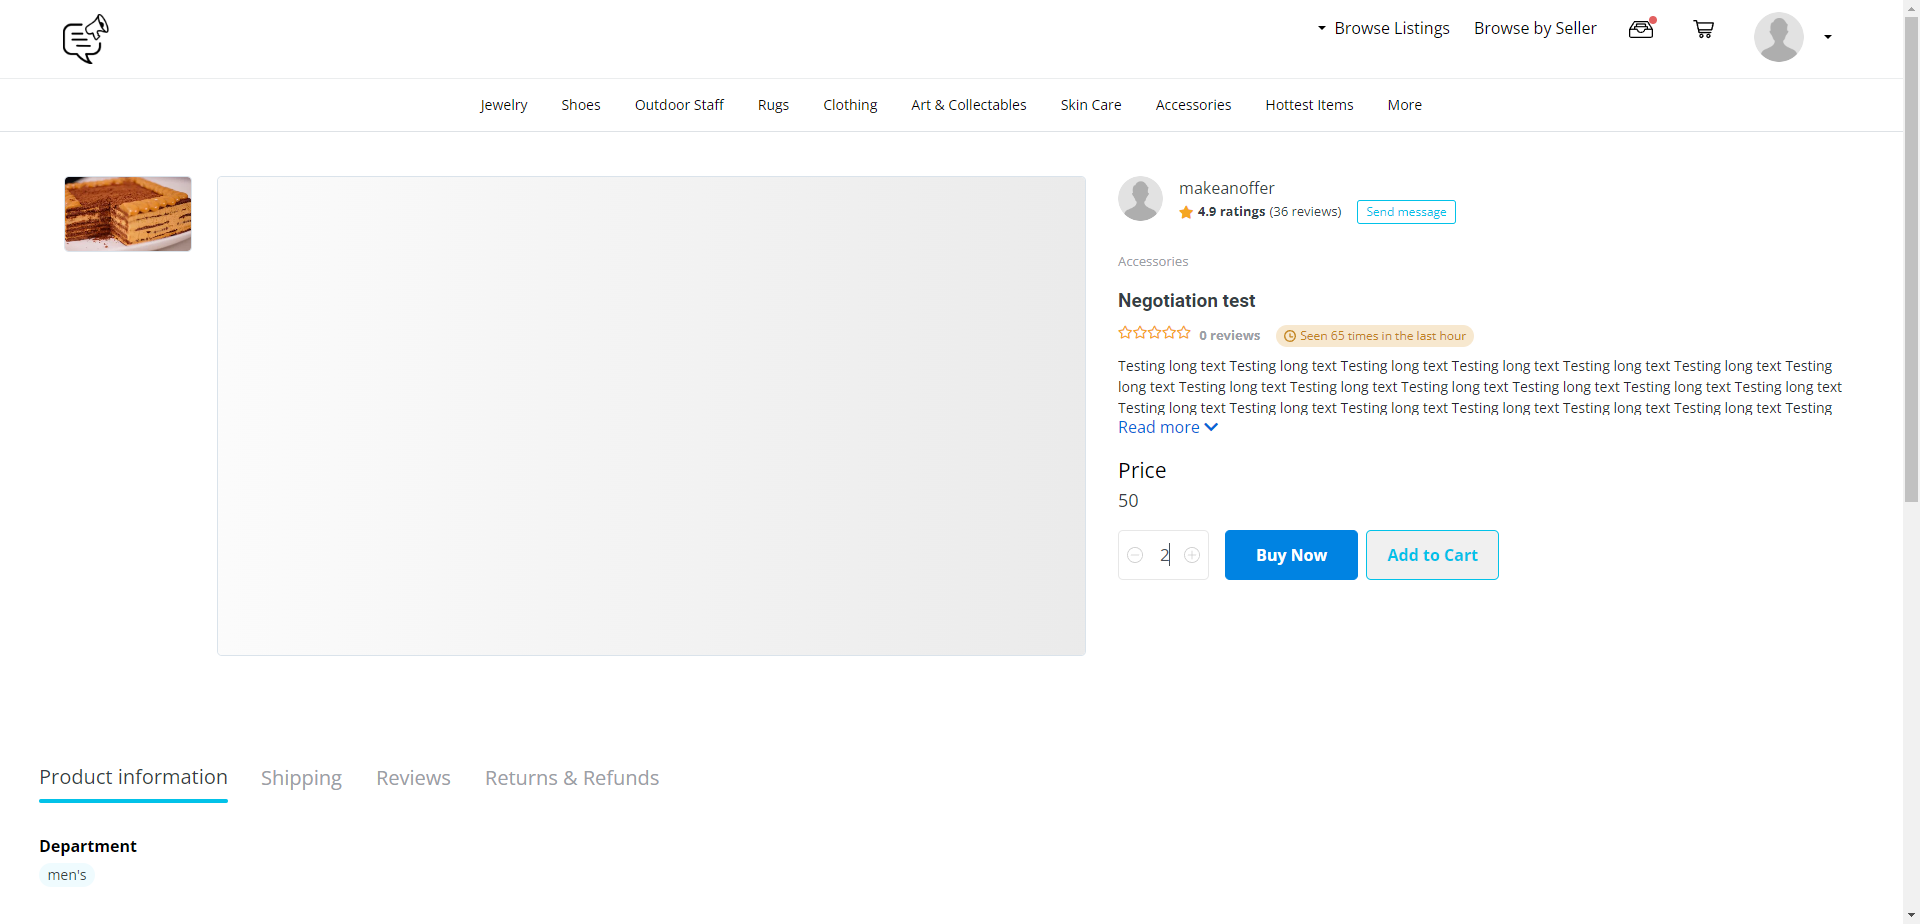 Browse Listings Browse by Seller
Jewelry Shoes Outdoor Staff Rugs Clothing Art & Collectables Skin Care Accessories Hottest Items More
makeanoffer
4.9 ratings (36 reviews) Send message
Accessories
Negotiation test
0 reviews Seen 65 times in the last hour
Testing long text Testing long text Testing long text Testing long text Testing long text Testing long text Testing
long text Testing long text Testing long text Testing long text Testing long text Testing long text Testing long text
Testing long text Testing long text Testing long text Testing long text Testing long text Testing long text Testing
Read more
Price
50
2 Buy Now Add to Cart
Product information Shipping Reviews Returns & Refunds
Department
men's